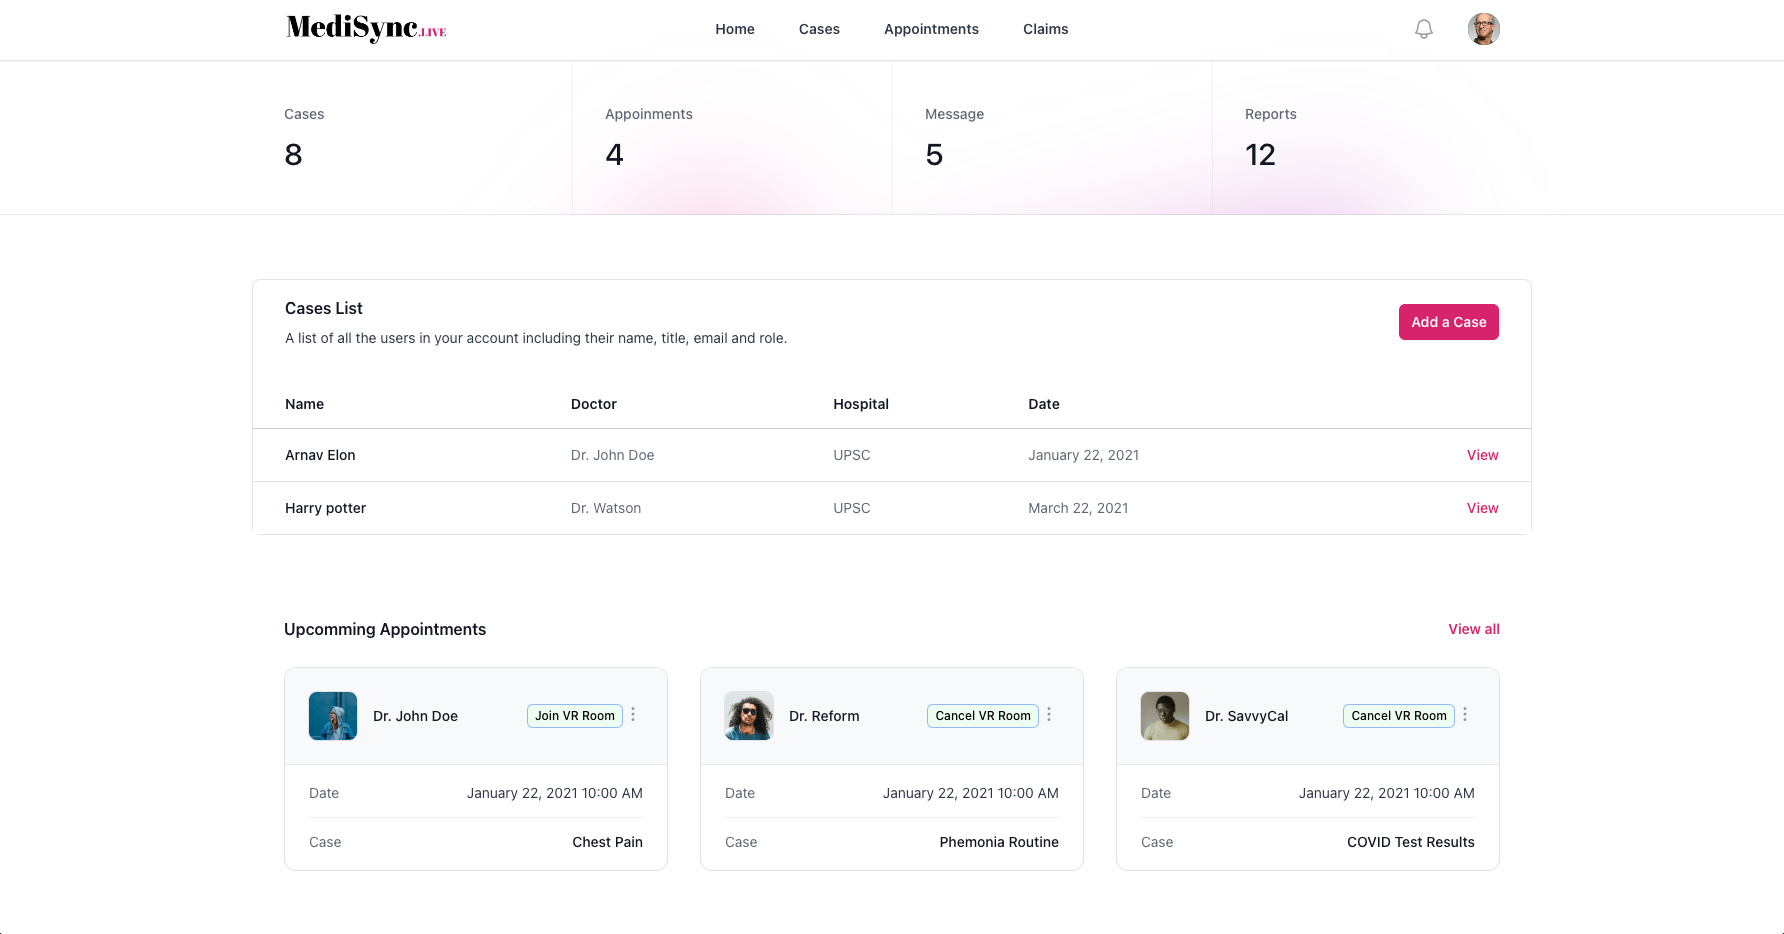 MediSync.LIVE Home Cases Appointments Claims
Cases Appoinments Message Reports
8 4 5 12
Cases List
Add a Case
A list of all the users in your account including their name, title, email and role.
Name Doctor Hospital Date
Arnav Elon Dr. John Doe UPSC January 22, 2021 View
Harry potter Dr. Watson UPSC March 22, 2021 View
Upcomming Appointments View all
Dr. John Doe Join VR Room
Date January 22, 2021 10:00 AM
Case Chest Pain
Dr. Reform Cancel VR Room
Date January 22, 2021 10:00 AM
Case Phemonia Routine
Dr. SavvyCal Cancel VR Room
Date January 22, 2021 10:00 AM
Case COVID Test Results